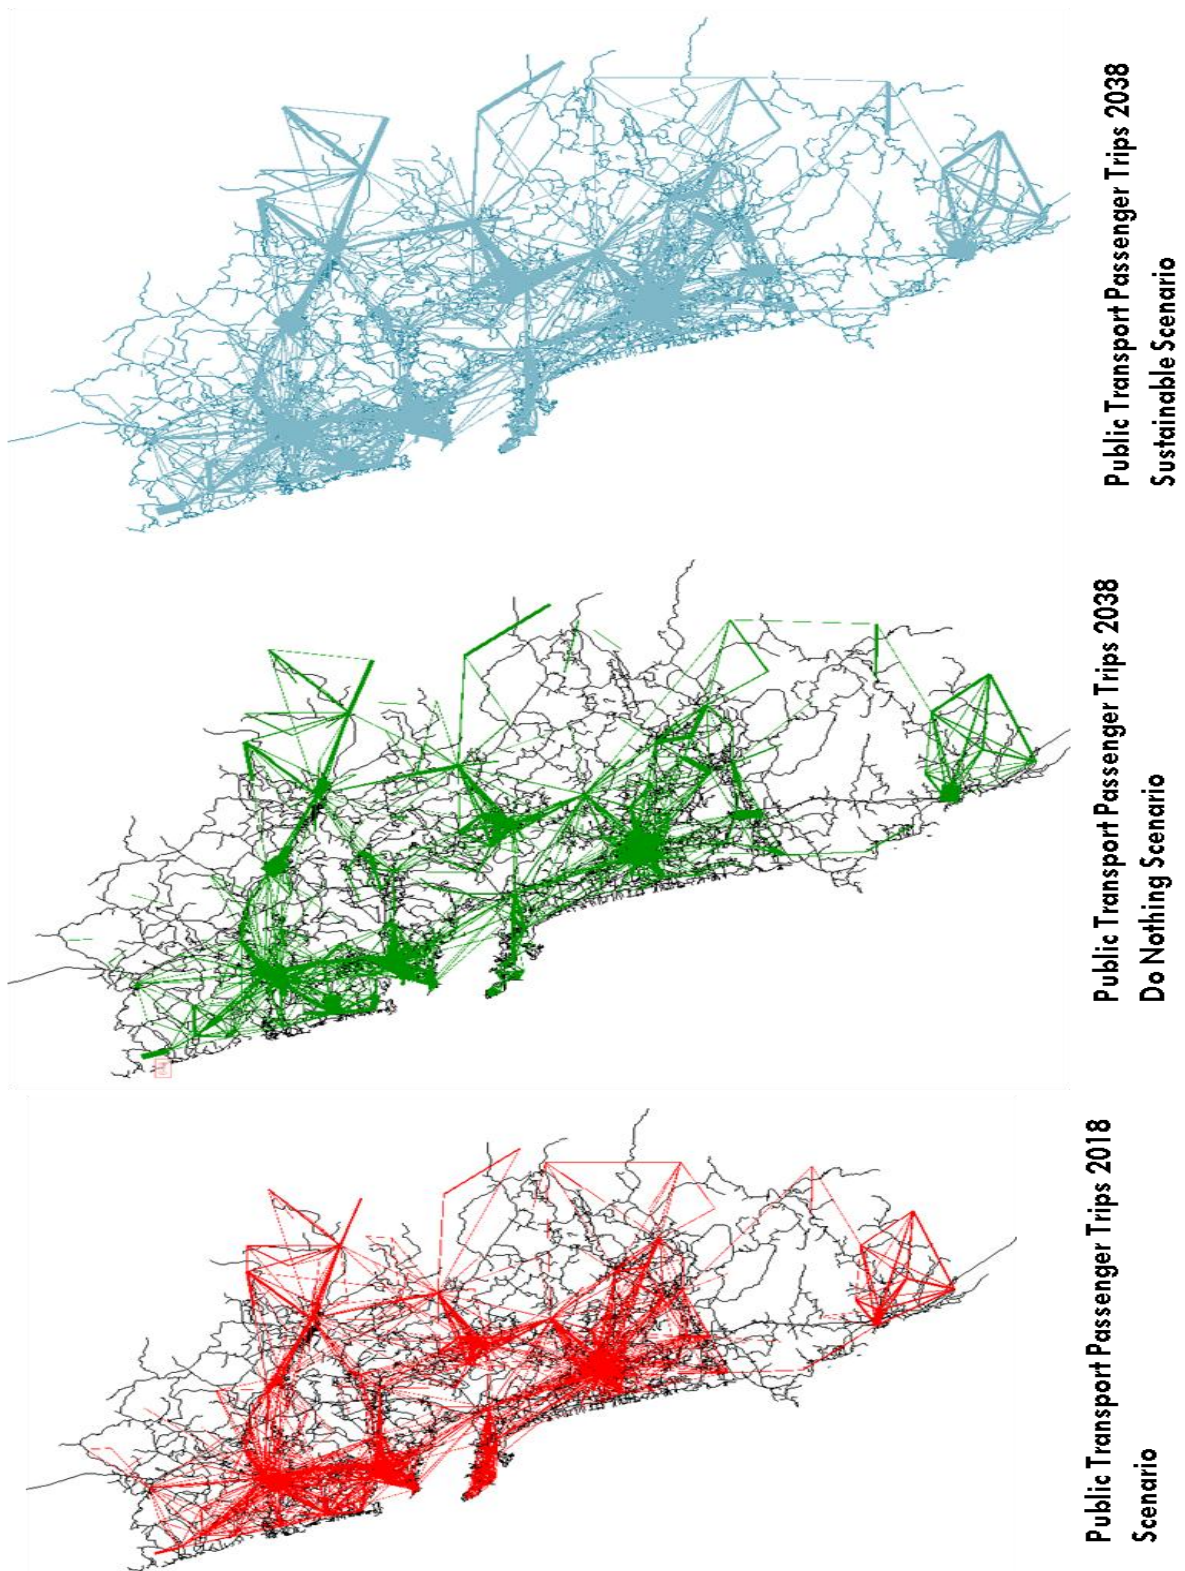 Public Transport Passenger Trips 2018
Scenario
Public Transport Passenger Trips 2038
Do Nothing Scenario
Public Transport Passenger Trips 2038
Sustainable Scenario